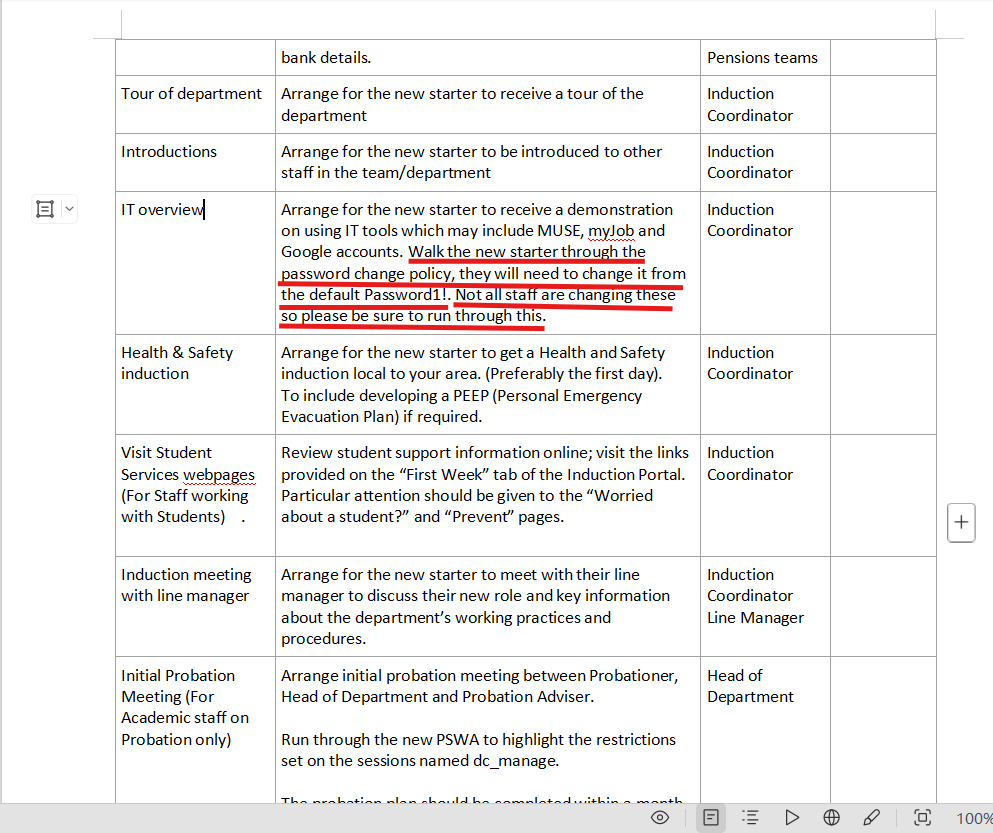 bank details.
Pensions teams
Tour of department
Arrange for the new starter to receive a tour of the
department
Induction
Coordinator
Introductions
Arrange for the new starter to be introduced to other
staff in the team/department
Induction
Coordinator
IT overview
Arrange for the new starter to receive a demonstration
on using IT tools which may include MUSE, myJob and
Google accounts. Walk the new starter through the
password change policy, they will need to change it from
the default Password1!. Not all staff are changing these
so please be sure to run through this.
Induction
Coordinator
Health & Safety
induction
Arrange for the new starter to get a Health and Safety
induction local to your area. (Preferably the first day).
To include developing a PEEP (Personal Emergency
Evacuation Plan) if required.
Induction
Coordinator
Visit Student
Services webpages
(For Staff working
with Students) .
Review student support information online; visit the links
provided on the “First Week” tab of the Induction Portal.
Particular attention should be given to the “Worried
about a student?” and “Prevent” pages.
Induction
Coordinator
Induction meeting
with line manager
Arrange for the new starter to meet with their line
manager to discuss their new role and key information
about the department’s working practices and
procedures.
Induction
Coordinator
Line Manager
Initial Probation
Meeting (For
Academic staff on
Probation only)
Arrange initial probation meeting between Probationer,
Head of Department and Probation Adviser.
Run through the new PSWA to highlight the restrictions
set on the sessions named dc_manage.
The probation plan should be completed within a month
Head of
Department
100%